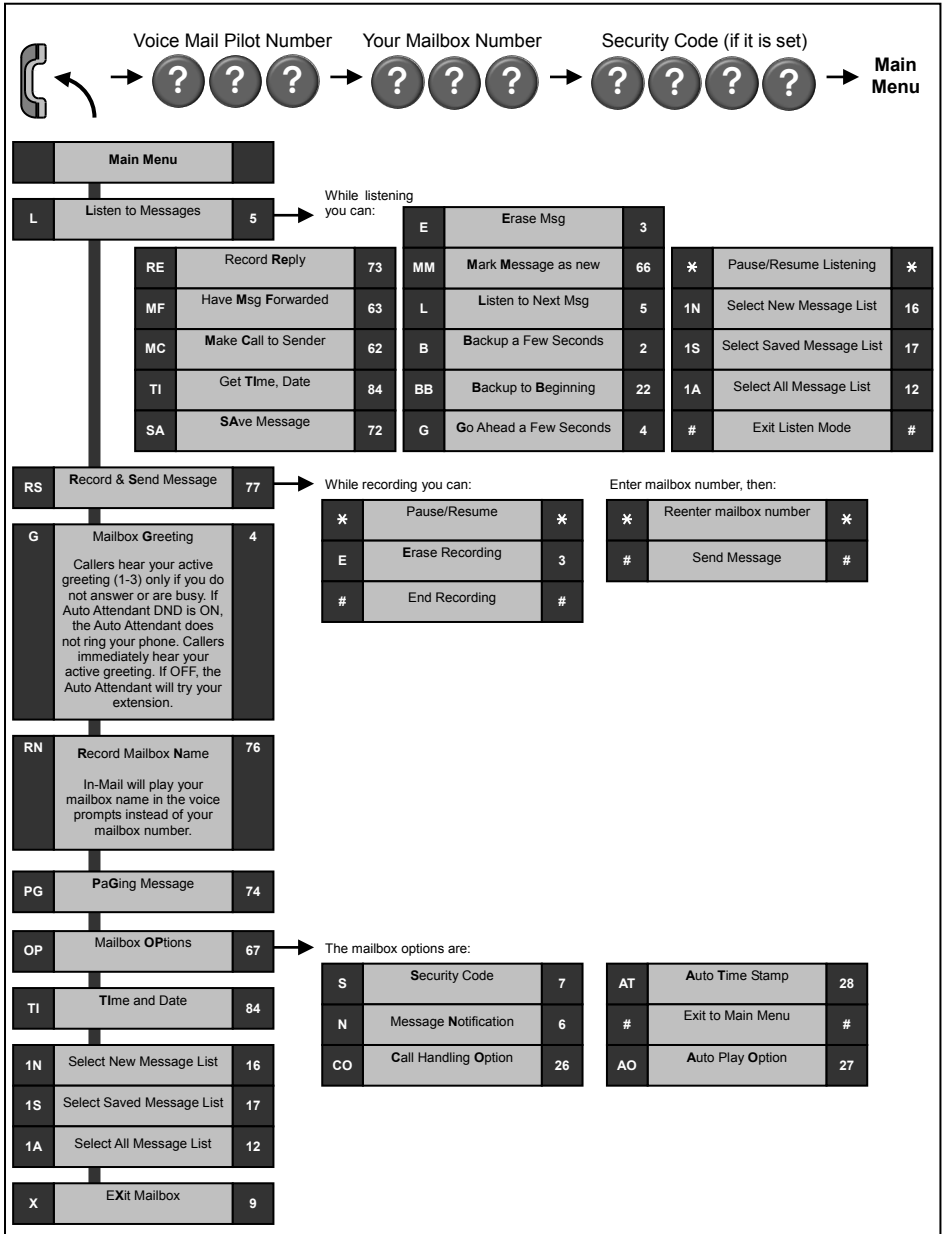 Voice Mail Pilot Number Your Mailbox Number Security Code (if it is set)
? ? ? ? ? ? ? ? ? ? Main
Menu
Main Menu
L Listen to Messages 5
While listening
you can:
E Erase Msg 3
RE Record Reply 73 MM Mark Message as new 66 * Pause/Resume Listening *
MF Have Msg Forwarded 63 L Listen to Next Msg 5 1N Select New Message List 16
MC Make Call to Sender 62 B Backup a Few Seconds 2 1S Select Saved Message List 17
TI Get TIme, Date 84 BB Backup to Beginning 22 1A Select All Message List 12
SA SAve Message 72 G Go Ahead a Few Seconds 4 # Exit Listen Mode #
RS Record & Send Message 77 While recording you can: Enter mailbox number, then:
* Pause/Resume * * Reenter mailbox number *
E Erase Recording 3 # Send Message #
# End Recording #
G Mailbox Greeting 4
Callers hear your active
greeting (1-3) only if you do
not answer or are busy. If
Auto Attendant DND is ON,
the Auto Attendant does
not ring your phone. Callers
immediately hear your
active greeting. If OFF, the
Auto Attendant will try your
extension.
RN Record Mailbox Name 76
In-Mail will play your
mailbox name in the voice
prompts instead of your
mailbox number.
PG PaGing Message 74
OP Mailbox OPtions 67 The mailbox options are:
S Security Code 7 AT Auto Time Stamp 28
N Message Notification 6 # Exit to Main Menu #
CO Call Handling Option 26 AO Auto Play Option 27
TI TIme and Date 84
1N Select New Message List 16
1S Select Saved Message List 17
1A Select All Message List 12
X EXit Mailbox 9